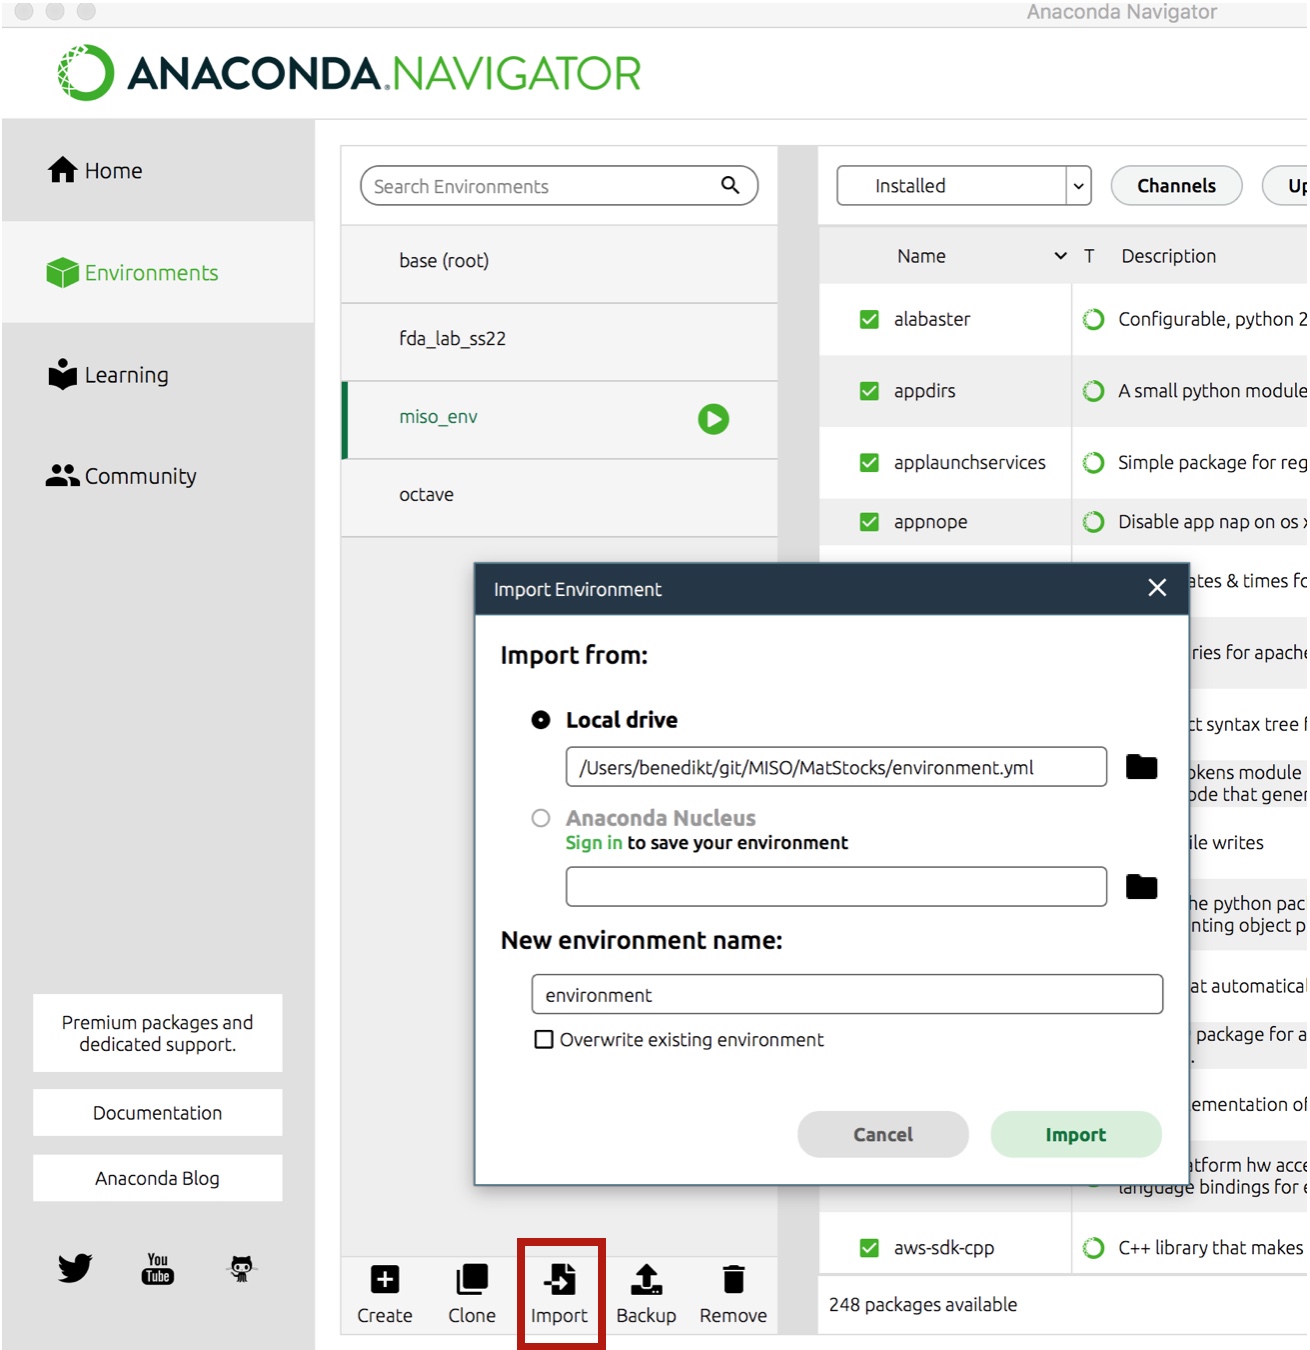 Anaconda Navigator
ANACONDA.NAVIGATOR
Home
Environments
Learning
Community
Premium packages and
dedicated support.
Documentation
Anaconda Blog
You
Tube
Search Environments
base (root)
fda_lab_ss22
miso_env
octave
Create
Clone
Import
Backup
Remove
Installed
Channels
Up
Name
T
Description
alabaster
Configurable, python 2
appdirs
A small python module
applaunchservices
Simple package for reg
appnope
Disable app nap on os x
ates & times fo
ries for apache
ct syntax tree f
okens module
ode that gener
ile writes
he python pac
nting object p
at automatical
package for a
.
ementation of
atform hw acce
language bindings for e
aws-sdk-cpp
C++ library that makes
248 packages available
Import Environment
Import from:
Local drive
/Users/benedikt/git/MISO/MatStocks/environment.yml
Anaconda Nucleus
Sign in to save your environment
New environment name:
environment
Overwrite existing environment
Cancel
Import